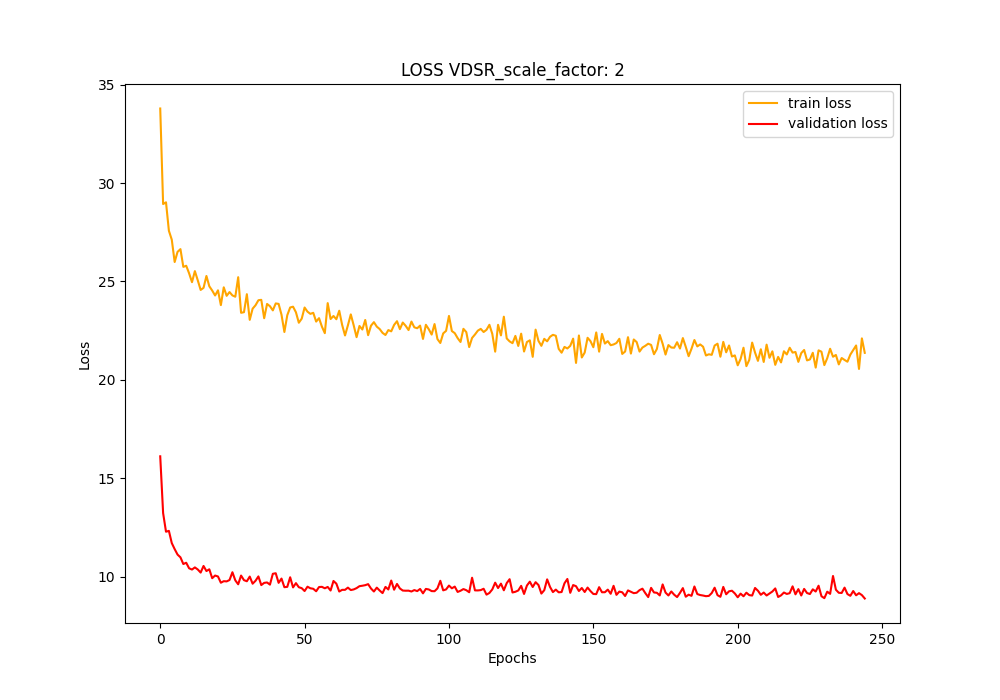 LOSS VDSR_scale_factor: 2
train loss
validation loss
Loss
35
30
25
20
15
10
0 50 100 150 200 250
Epochs